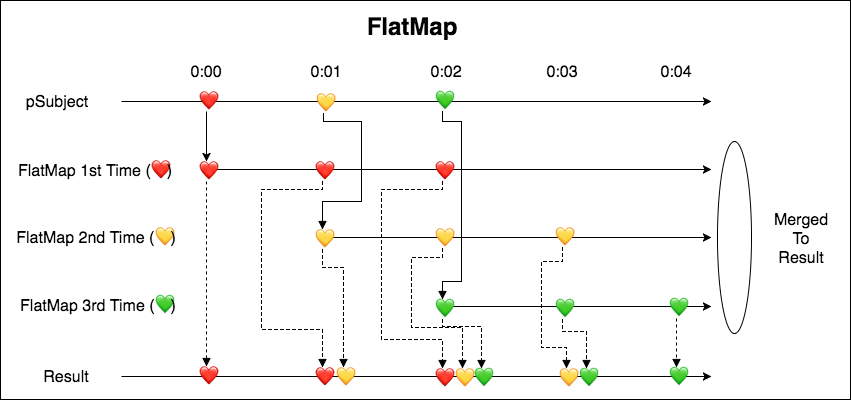 FlatMap
0:00 0:01 0:02 0:03 0:04
pSubject
FlatMap 1st Time (❤️)
FlatMap 2nd Time (💛)
FlatMap 3rd Time (💚)
Result
Merged
To
Result